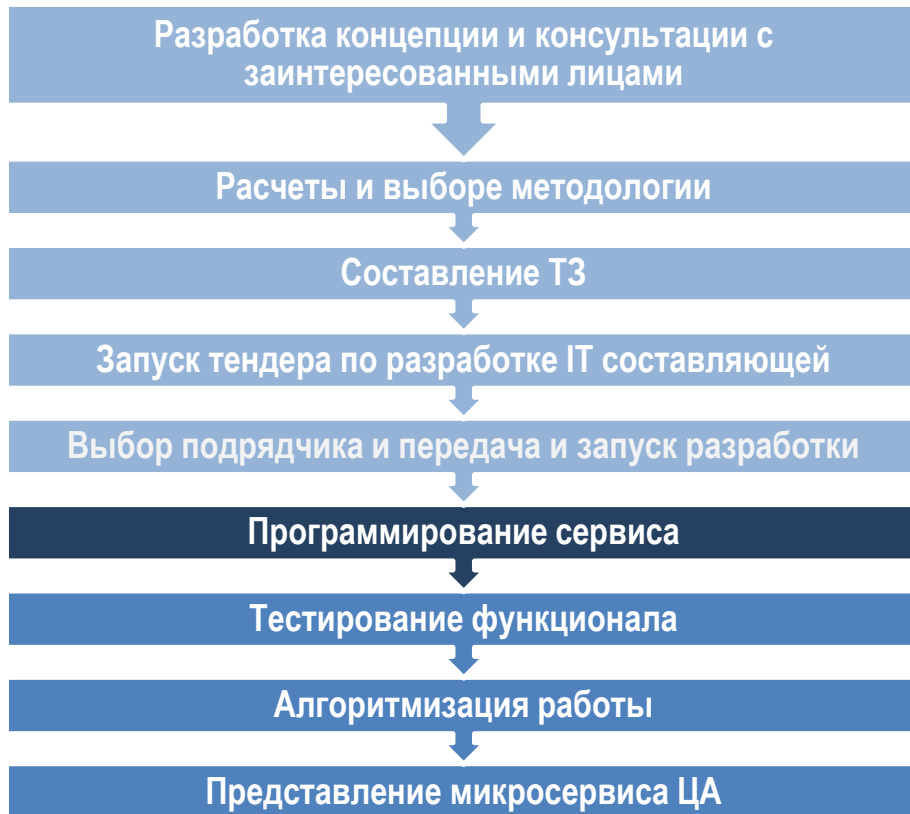 Разработка концепции и консультации с
заинтересованными лицами
Расчеты и выборе методологии
Составление ТЗ
Запуск тендера по разработке IT составляющей
Выбор подрядчика и передача и запуск разработки
Программирование сервиса
Тестирование функционала
Алгоритмизация работы
Представление микросервиса ЦА